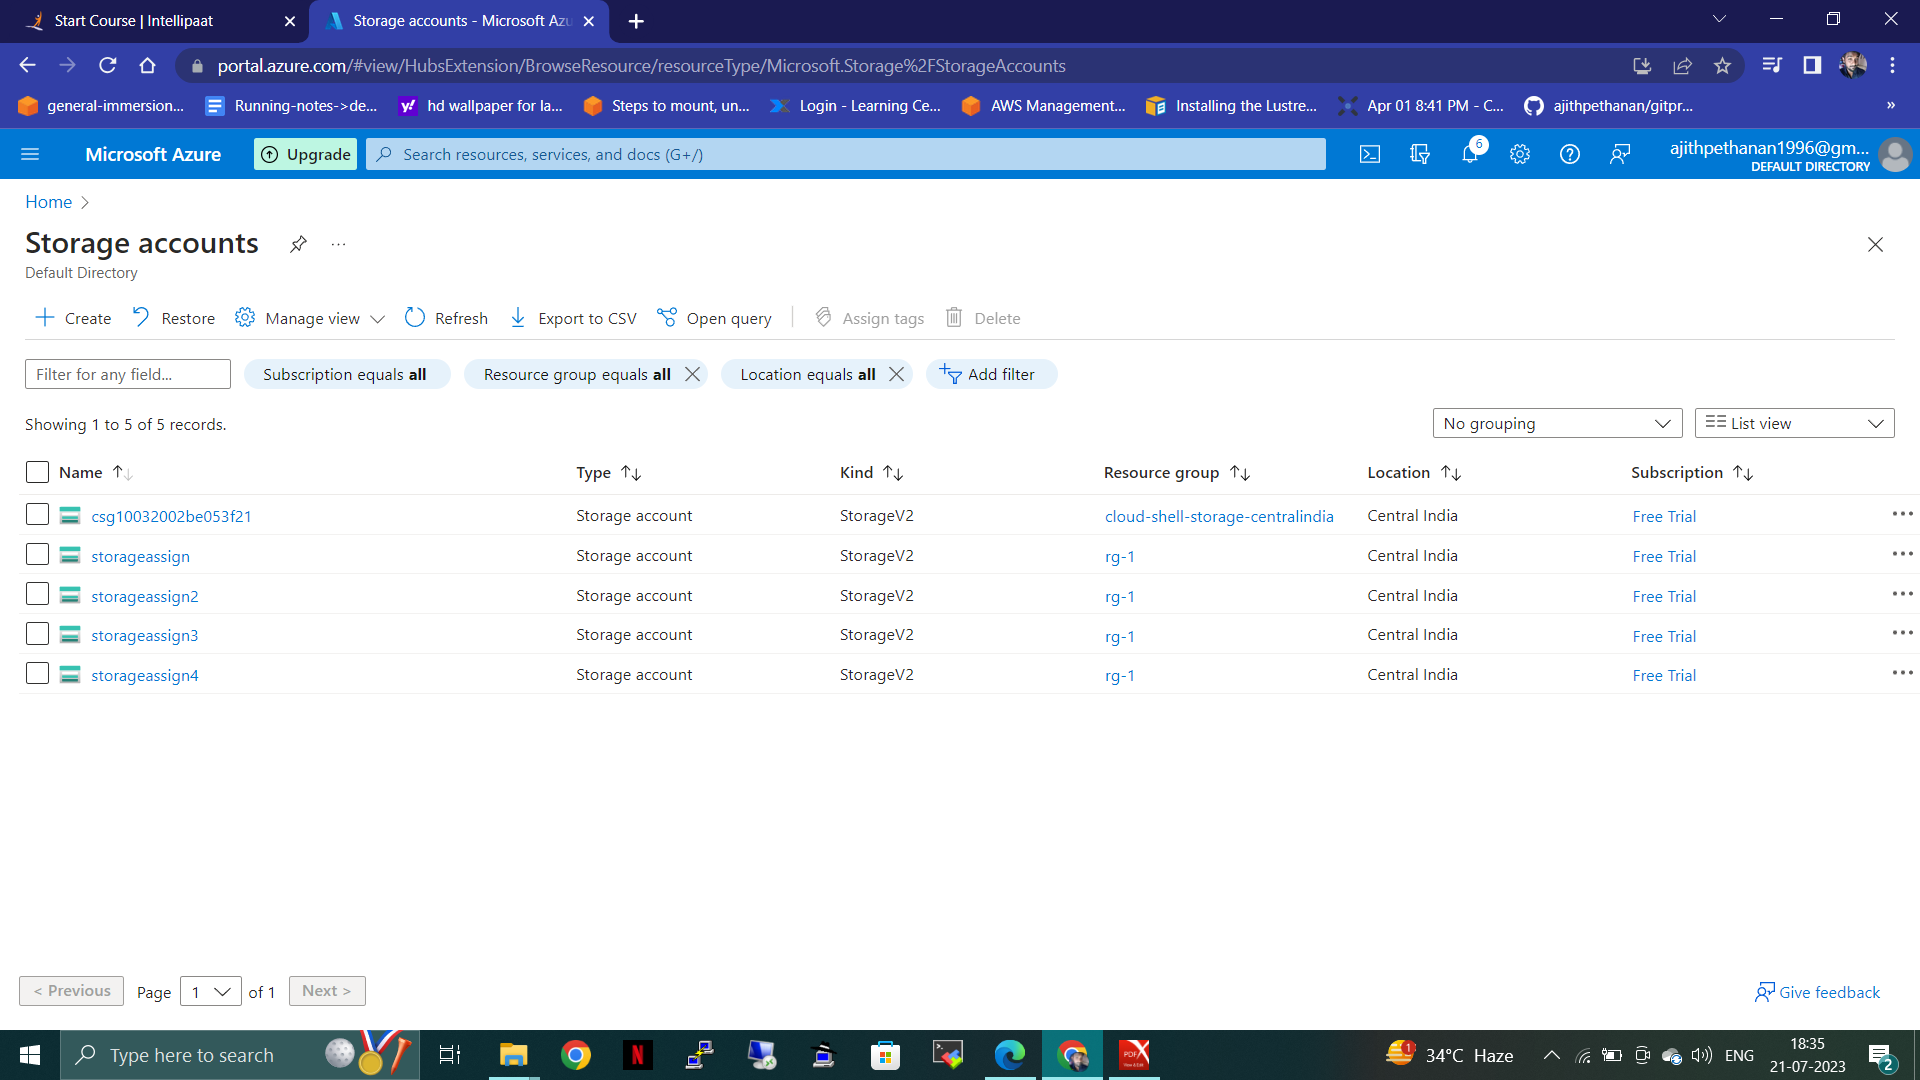 Start Course | Intellipaat
Storage accounts - Microsoft Azu
portal.azure.com/#view/HubsExtension/BrowseResource/resourceType/Microsoft.Storage%2FStorageAccounts
general-immersion... Running-notes->de... hd wallpaper for la... Steps to mount, un... Login - Learning Ce... AWS Management... Installing the Lustre... Apr 01 8:41 PM - C... ajithpethanan/gitpr... »
Microsoft Azure Upgrade Search resources, services, and docs (G+/) 6 ajithpethanan1996@gm...
DEFAULT DIRECTORY
Home >
Storage accounts ...
Default Directory
Create Restore Manage view Refresh Export to CSV Open query Assign tags Delete
Filter for any field... Subscription equals all Resource group equals all Location equals all Add filter
Showing 1 to 5 of 5 records. No grouping List view
Name Type Kind Resource group Location Subscription
csg10032002be053f21 Storage account StorageV2 cloud-shell-storage-centralindia Central India Free Trial
storageassign Storage account StorageV2 rg-1 Central India Free Trial
storageassign2 Storage account StorageV2 rg-1 Central India Free Trial
storageassign3 Storage account StorageV2 rg-1 Central India Free Trial
storageassign4 Storage account StorageV2 rg-1 Central India Free Trial
< Previous Page 1 of 1 Next > Give feedback
Type here to search N PDF 1 34°C Haze ENG 18:35
21-07-2023 2